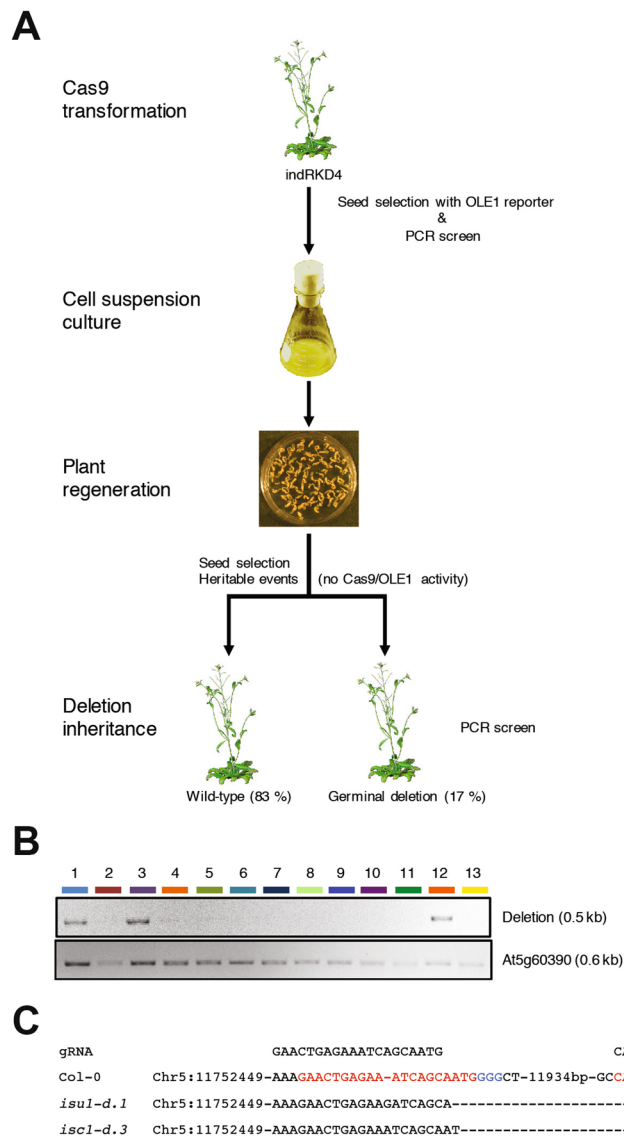 A
Cas9
transformation
indRKD4
Seed selection with OLE1 reporter
&
PCR screen
Cell suspension
culture
Plant
regeneration
Seed selection
Heritable events (no Cas9/OLE1 activity)
Deletion
inheritance
PCR screen
Wild-type (83 %) Germinal deletion (17 %)
B
1 2 3 4 5 6 7 8 9 10 11 12 13
Deletion (0.5 kb)
At5g60390 (0.6 kb)
C
gRNA GAACTGAGAAATCAGCAATG CA
Col-0 Chr5:11752449-AAAGAACTGAGAA-ATCAGCAATGGGGCT-11934bp-GCCA
isu1-d.1 Chr5:11752449-AAAGAACTGAGAAGATCAGCA----------------------
isc1-d.3 Chr5:11752449-AAAGAACTGAGAAATCAGCAAT---------------------